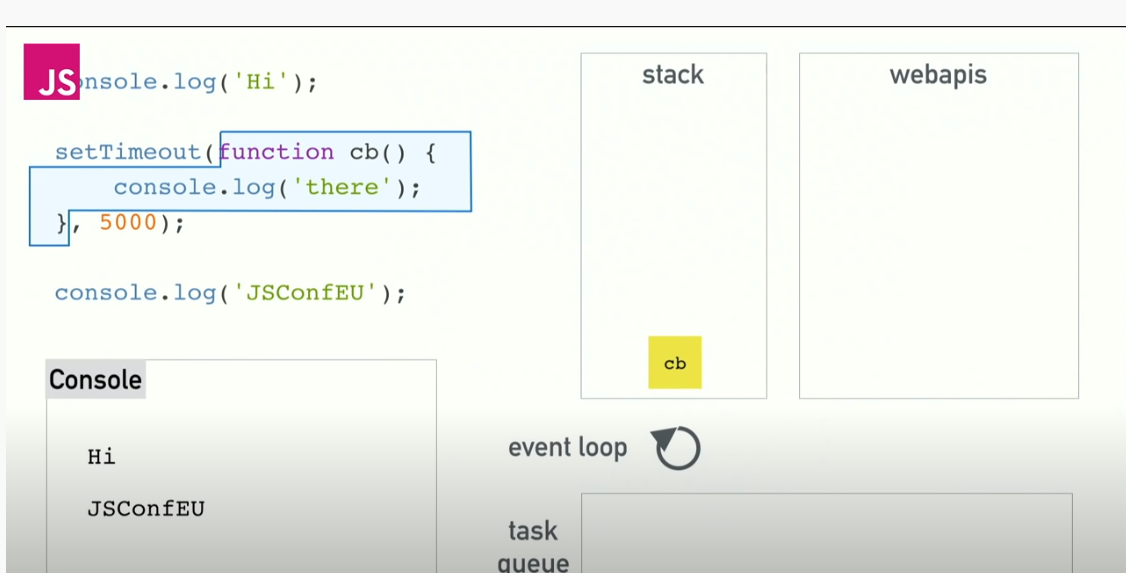 JS
onsole.log('Hi');
setTimeout(function cb() {
console.log('there');
}, 5000);
console.log('JSConfEU');
Console
Hi
JSConfEU
stack
webapis
cb
event loop
task
queue